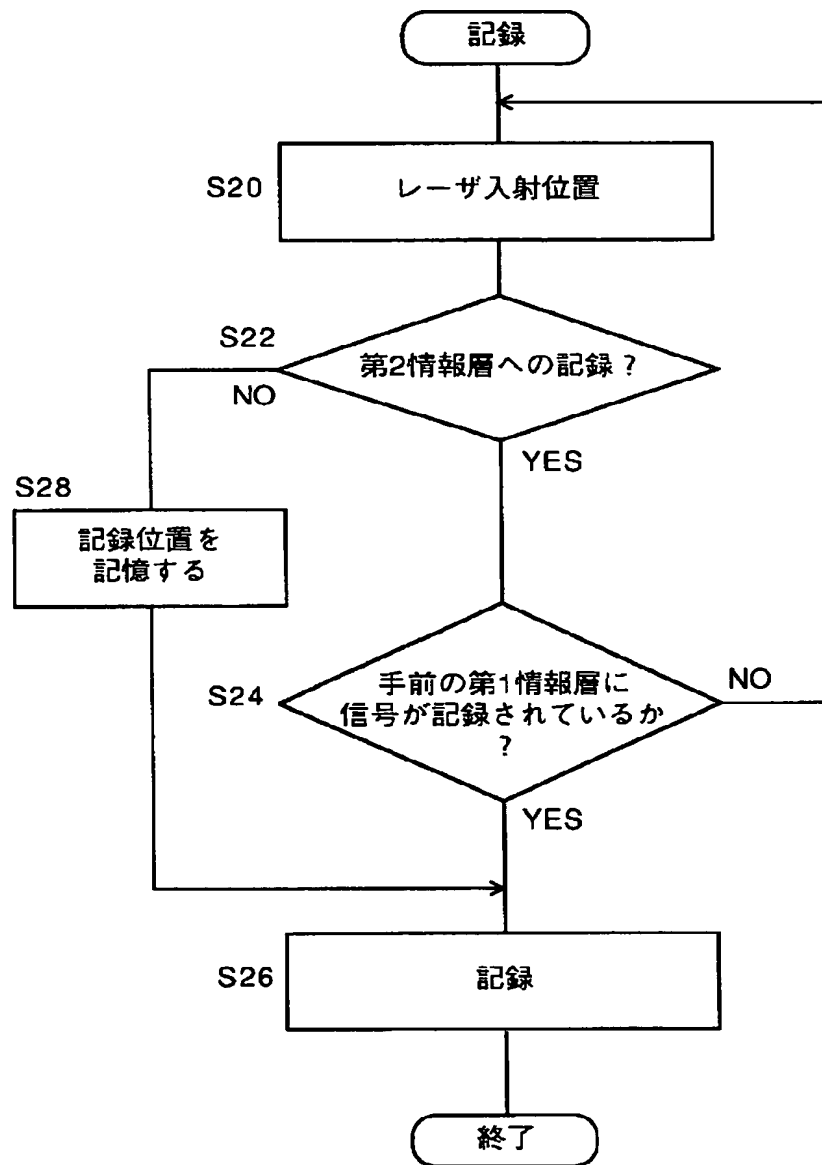 記録
S20
レーザ入射位置
S22
第2情報層への記録？
NO
YES
S28
記録位置を
記憶する
S24
手前の第1情報層に
信号が記録されているか
？
NO
YES
S26
記録
終了